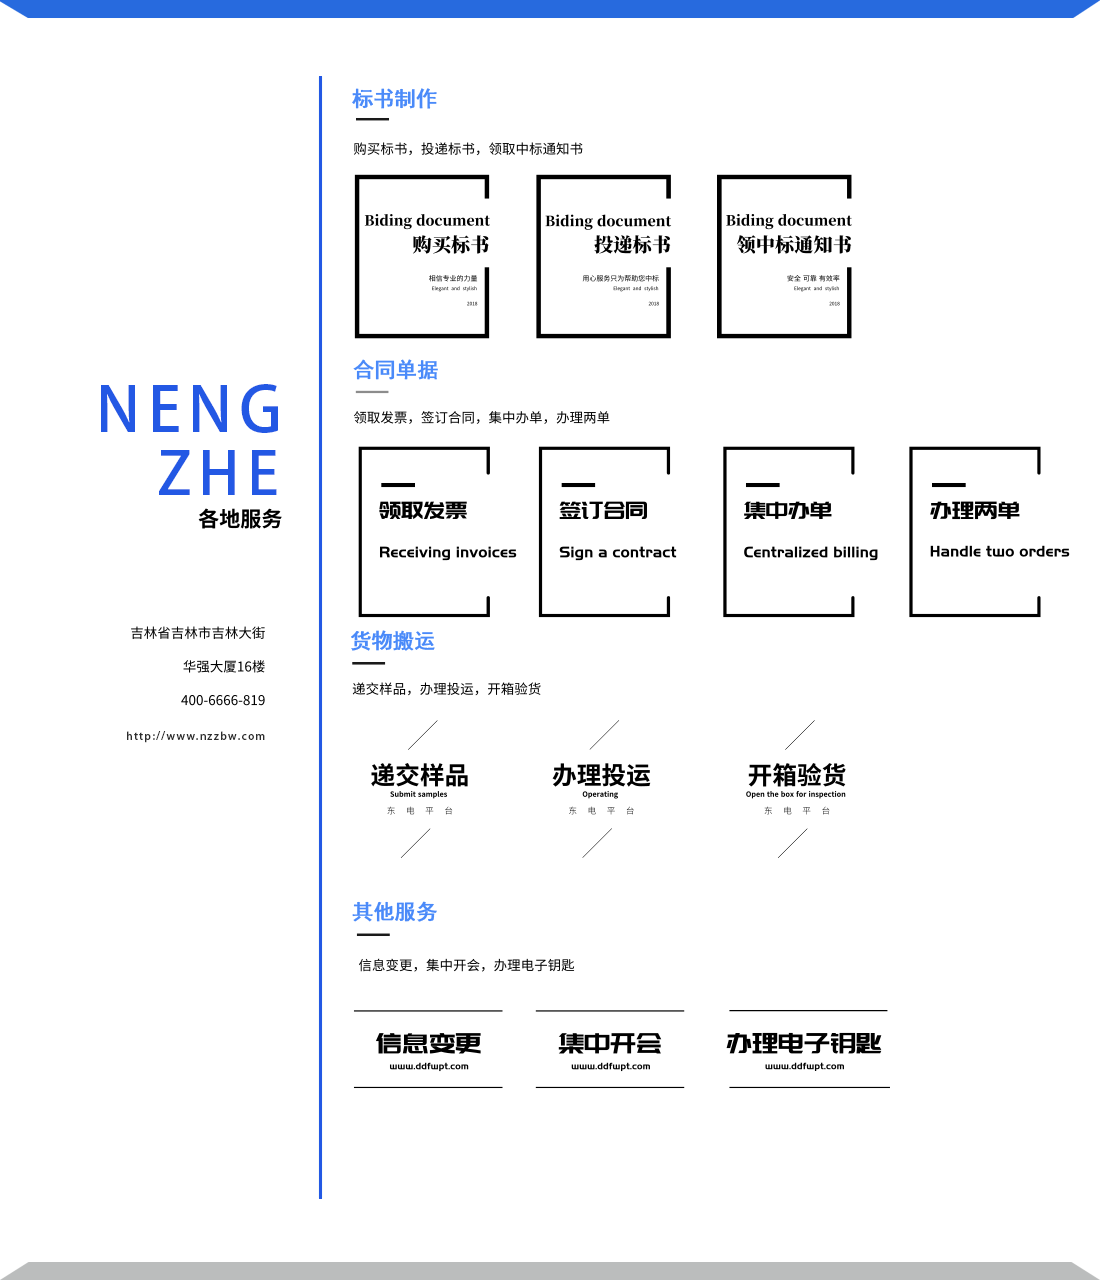 NENG
ZHE
各地服务
吉林省吉林市吉林大街
华强大厦16楼
400-6666-819
http://www.nzzbw.com
标书制作
购买标书，投递标书，领取中标通知书
Biding document
购买标书
相信专业的力量
Elegant and stylish
2018
Biding document
投递标书
用心服务只为帮助您中标
Elegant and stylish
2018
Biding document
领中标通知书
安全 可靠 有效率
Elegant and stylish
2018
合同单据
领取发票，签订合同，集中办单，办理两单
领取发票
Receiving invoices
签订合同
Sign a contract
集中办单
Centralized billing
办理两单
Handle two orders
货物搬运
递交样品，办理投运，开箱验货
递交样品
Submit samples
东 电 平 台
办理投运
Operating
东 电 平 台
开箱验货
Open the box for inspection
东 电 平 台
其他服务
信息变更，集中开会，办理电子钥匙
信息变更
www.ddfwpt.com
集中开会
www.ddfwpt.com
办理电子钥匙
www.ddfwpt.com